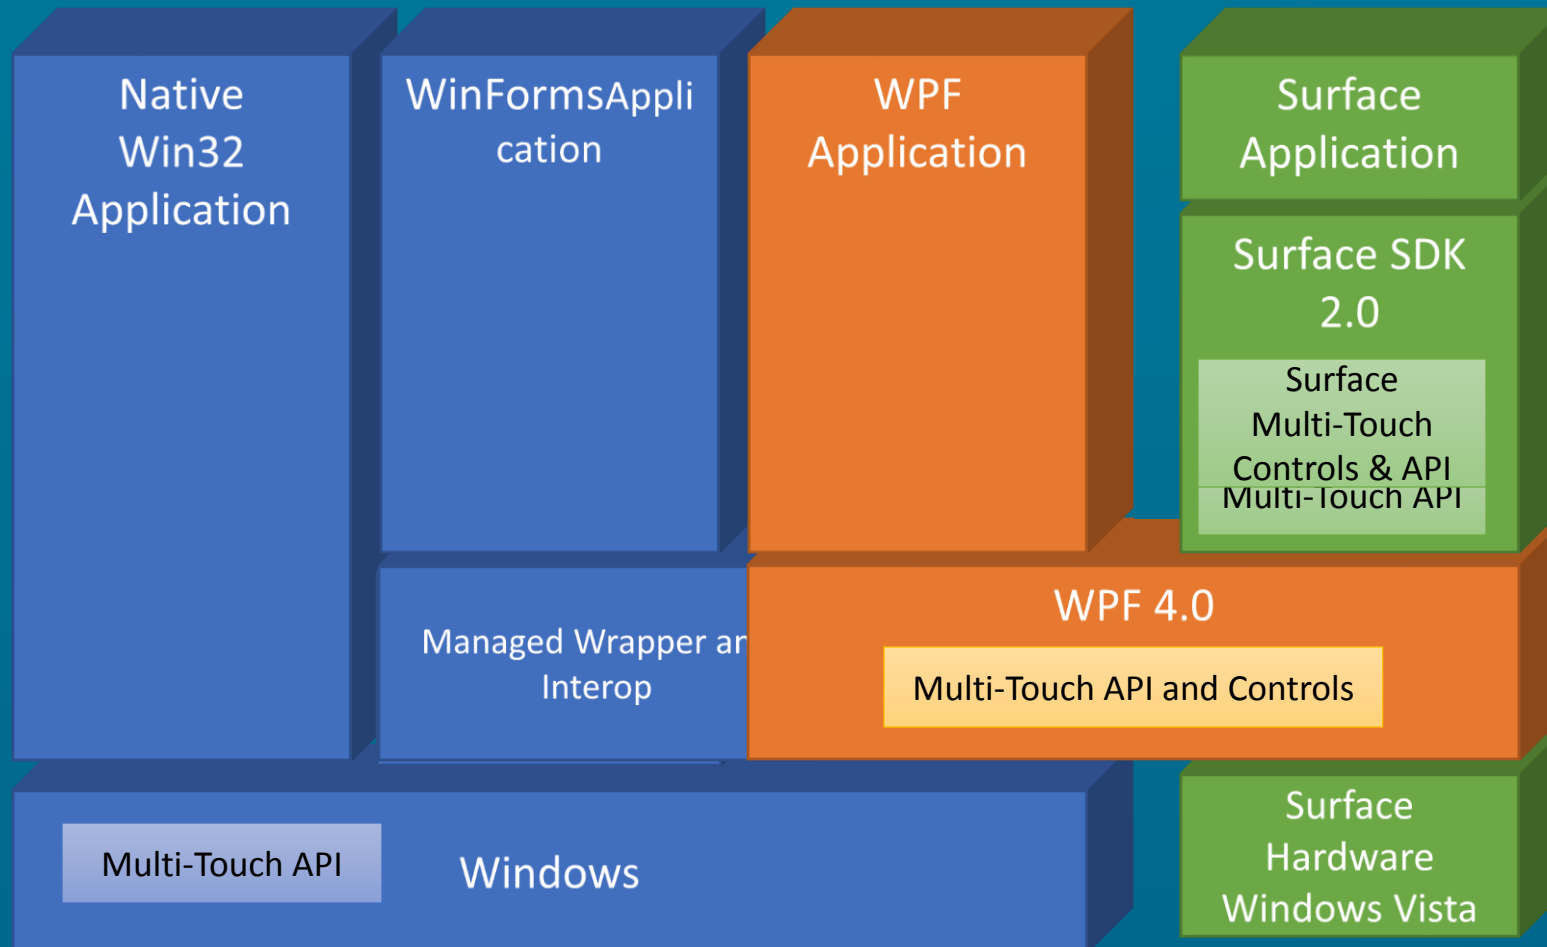 Native
Win32
Application
WinFormsAppli
cation
WPF
Application
Surface
Application
Surface SDK
2.0
Surface
Multi-Touch
Controls & API
Multi-Touch API
Managed Wrapper an
Interop
WPF 4.0
Multi-Touch API and Controls
Multi-Touch API
Windows
Surface
Hardware
Windows Vista